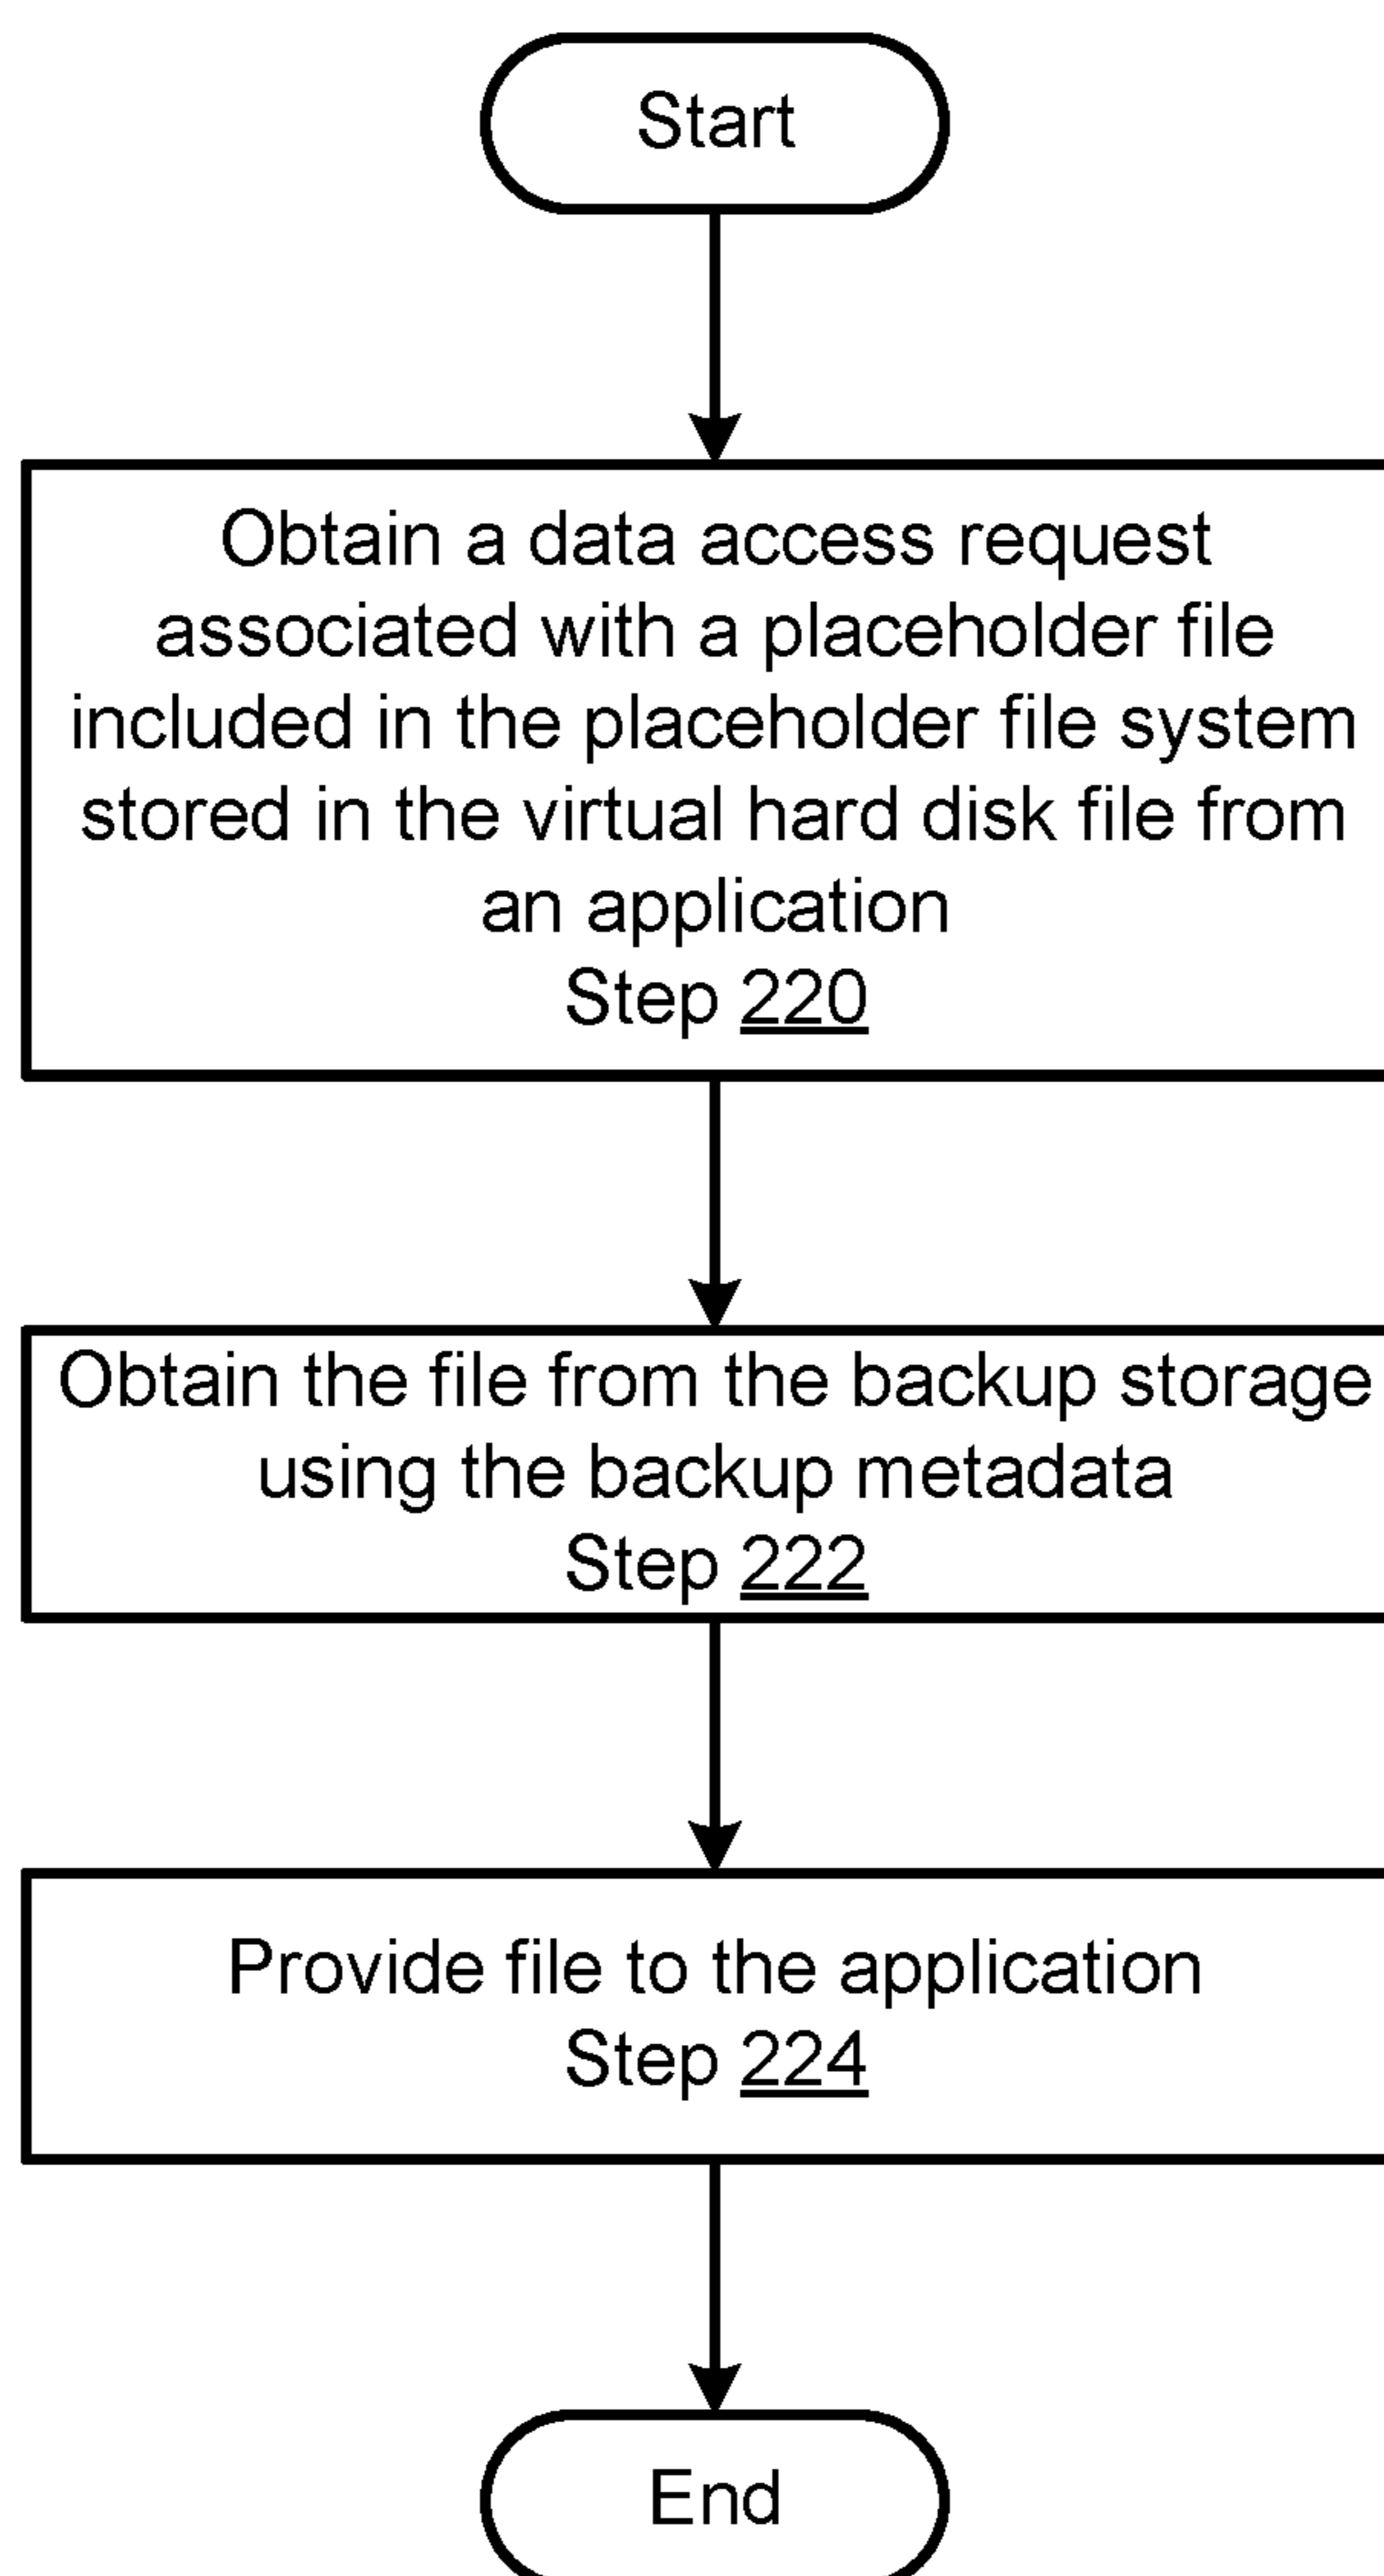 Start
Obtain a data access request
associated with a placeholder file
included in the placeholder file system
stored in the virtual hard disk file from
an application
Step 220
Obtain the file from the backup storage
using the backup metadata
Step 222
Provide file to the application
Step 224
End